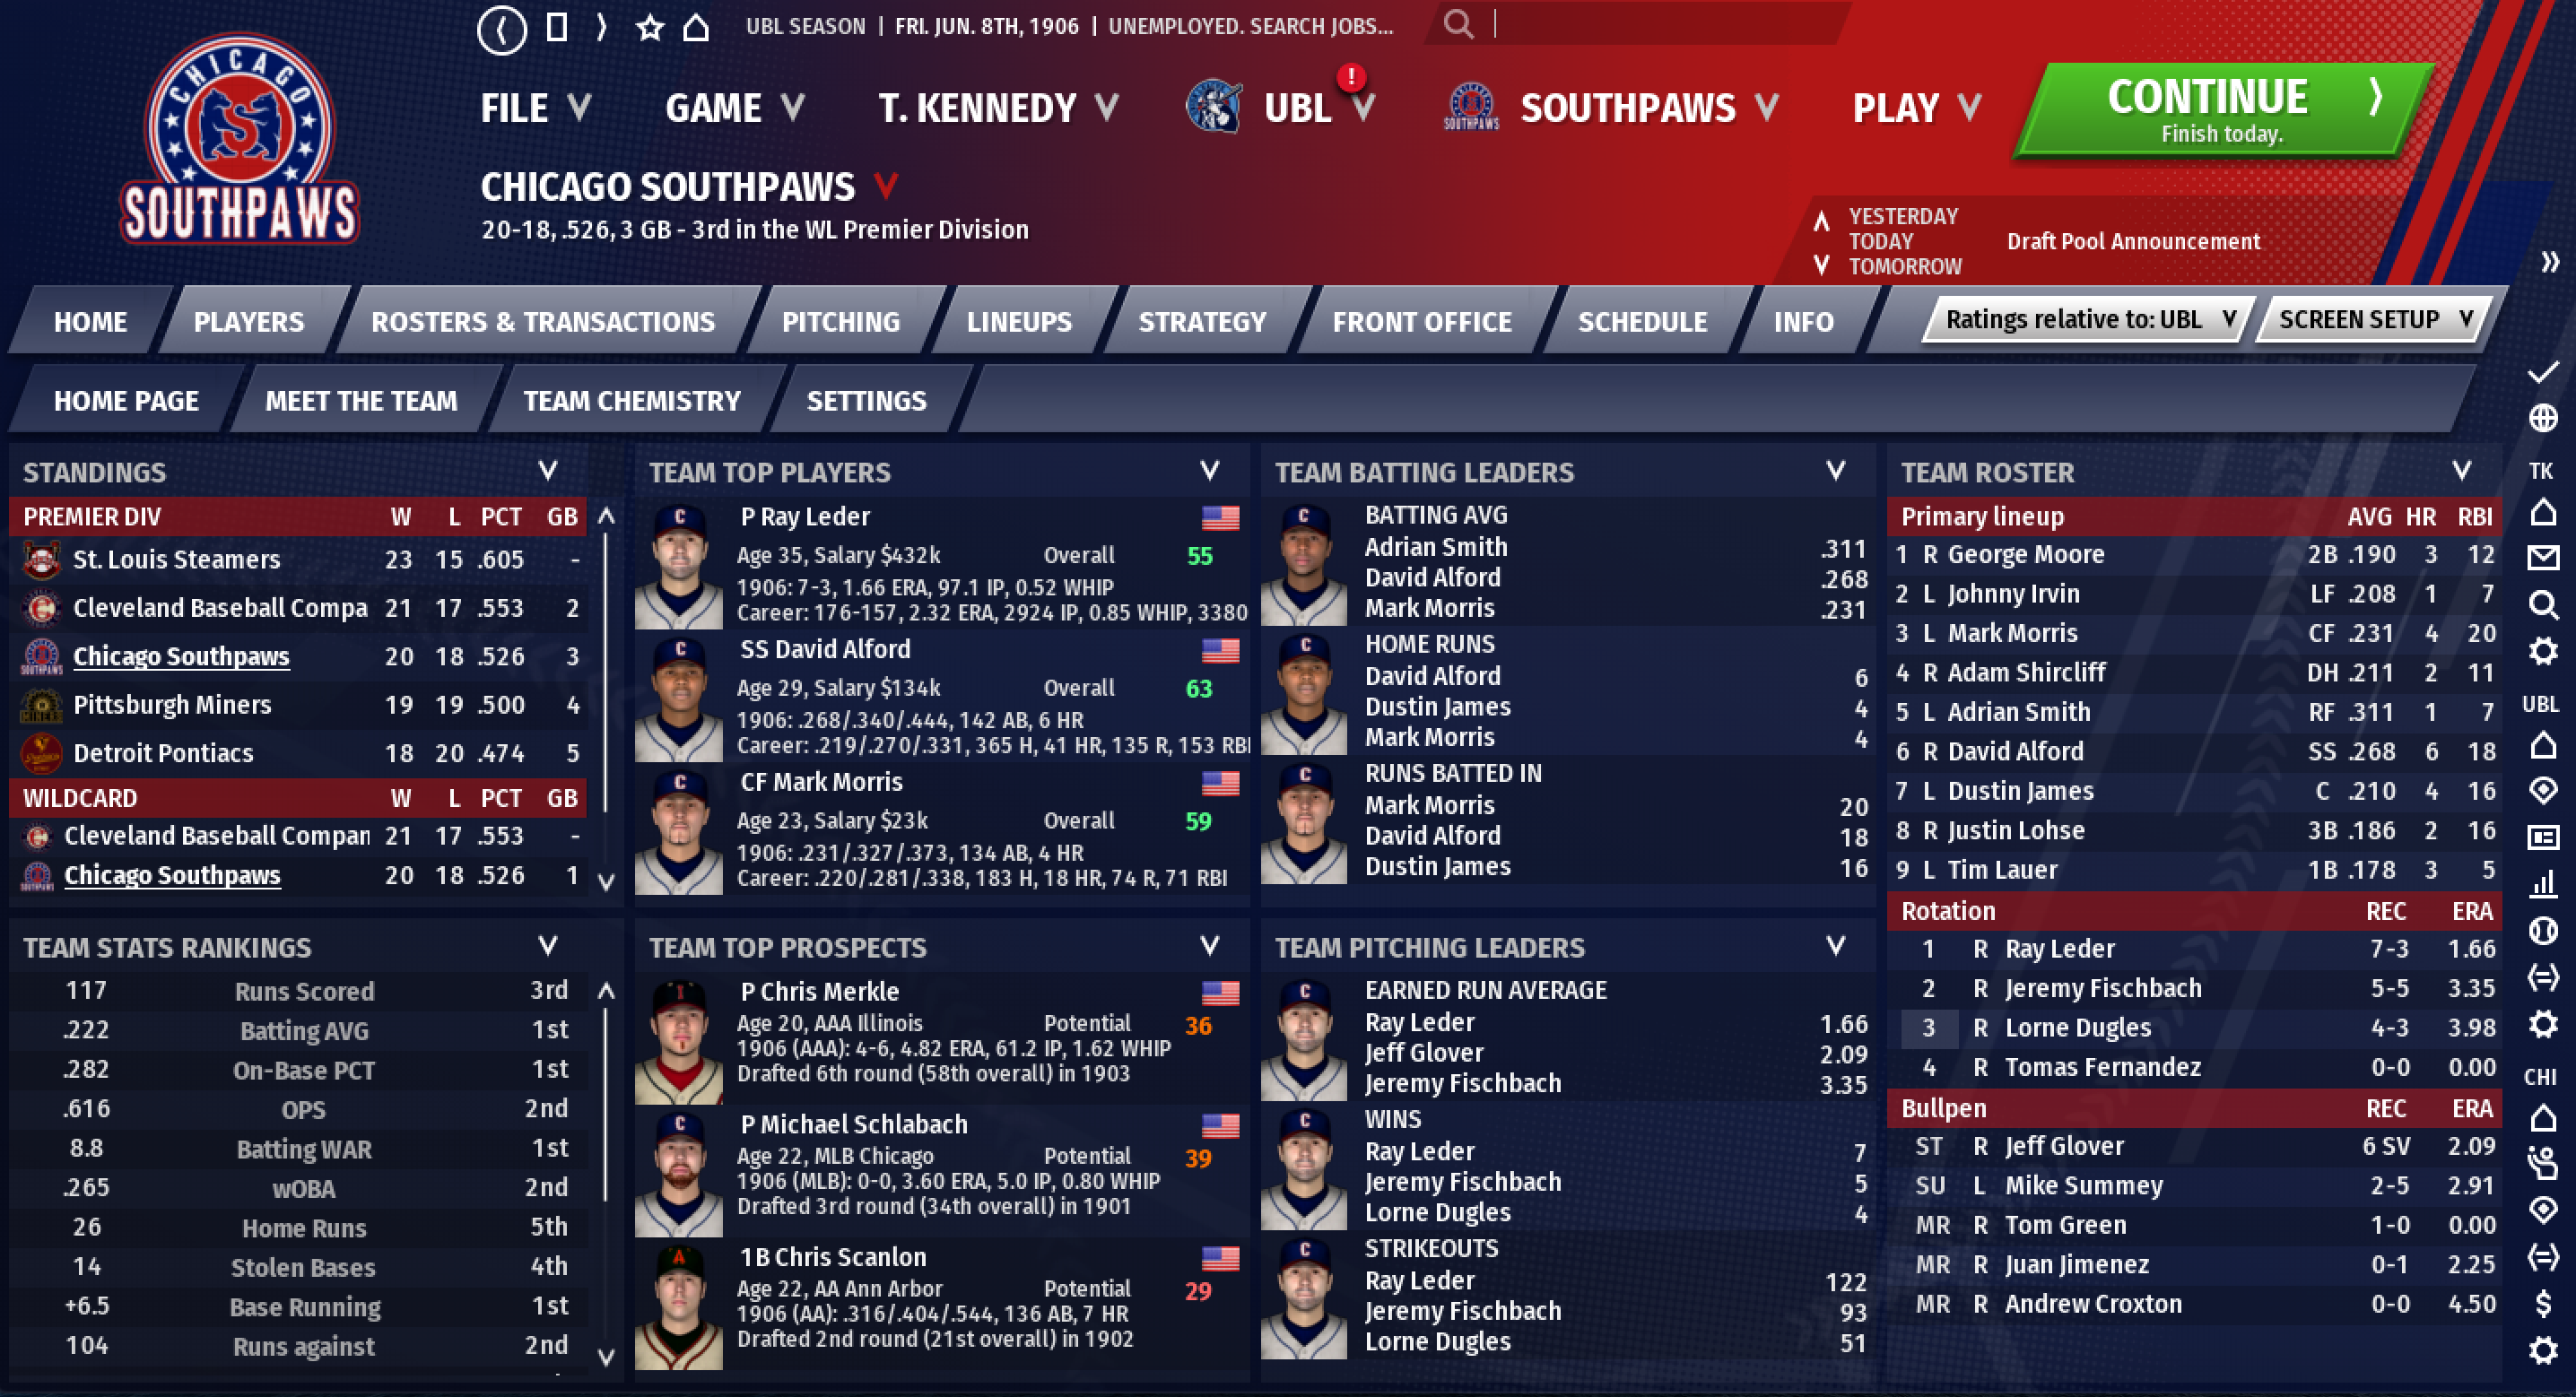 CHICAGO
SOUTHPAWS
UBL SEASON | FRI. JUN. 8TH, 1906 | UNEMPLOYED. SEARCH JOBS...
FILE GAME T. KENNEDY UBL ! SOUTHPAWS SOUTHPAWS PLAY
CONTINUE
Finish today.
CHICAGO SOUTHPAWS
20-18, .526, 3 GB - 3rd in the WL Premier Division
YESTERDAY
TODAY Draft Pool Announcement
TOMORROW
HOME PLAYERS ROSTERS & TRANSACTIONS PITCHING LINEUPS STRATEGY FRONT OFFICE SCHEDULE INFO Ratings relative to: UBL SCREEN SETUP
HOME PAGE MEET THE TEAM TEAM CHEMISTRY SETTINGS
STANDINGS
PREMIER DIV W L PCT GB
St. Louis Steamers 23 15 .605 -
Cleveland Baseball Compa 21 17 .553 2
Chicago Southpaws 20 18 .526 3
Pittsburgh Miners 19 19 .500 4
Detroit Pontiacs 18 20 .474 5
WILDCARD W L PCT GB
Cleveland Baseball Compan 21 17 .553 -
Chicago Southpaws 20 18 .526 1
TEAM STATS RANKINGS
117 Runs Scored 3rd
.222 Batting AVG 1st
.282 On-Base PCT 1st
.616 OPS 2nd
8.8 Batting WAR 1st
.265 wOBA 2nd
26 Home Runs 5th
14 Stolen Bases 4th
+6.5 Base Running 1st
104 Runs against 2nd
TEAM TOP PLAYERS
P Ray Leder
Age 35, Salary $432k Overall 55
1906: 7-3, 1.66 ERA, 97.1 IP, 0.52 WHIP
Career: 176-157, 2.32 ERA, 2924 IP, 0.85 WHIP, 3380
SS David Alford
Age 29, Salary $134k Overall 63
1906: .268/.340/.444, 142 AB, 6 HR
Career: .219/.270/.331, 365 H, 41 HR, 135 R, 153 RBI
CF Mark Morris
Age 23, Salary $23k Overall 59
1906: .231/.327/.373, 134 AB, 4 HR
Career: .220/.281/.338, 183 H, 18 HR, 74 R, 71 RBI
TEAM TOP PROSPECTS
P Chris Merkle
Age 20, AAA Illinois Potential 36
1906 (AAA): 4-6, 4.82 ERA, 61.2 IP, 1.62 WHIP
Drafted 6th round (58th overall) in 1903
P Michael Schlabach
Age 22, MLB Chicago Potential 39
1906 (MLB): 0-0, 3.60 ERA, 5.0 IP, 0.80 WHIP
Drafted 3rd round (34th overall) in 1901
1B Chris Scanlon
Age 22, AA Ann Arbor Potential 29
1906 (AA): .316/.404/.544, 136 AB, 7 HR
Drafted 2nd round (21st overall) in 1902
TEAM BATTING LEADERS
BATTING AVG
Adrian Smith .311
David Alford .268
Mark Morris .231
HOME RUNS
David Alford 6
Dustin James 4
Mark Morris 4
RUNS BATTED IN
Mark Morris 20
David Alford 18
Dustin James 16
TEAM PITCHING LEADERS
EARNED RUN AVERAGE
Ray Leder 1.66
Jeff Glover 2.09
Jeremy Fischbach 3.35
WINS
Ray Leder 7
Jeremy Fischbach 5
Lorne Dugles 4
STRIKEOUTS
Ray Leder 122
Jeremy Fischbach 93
Lorne Dugles 51
TEAM ROSTER
Primary lineup AVG HR RBI
1 R George Moore 2B .190 3 12
2 L Johnny Irvin LF .208 1 7
3 L Mark Morris CF .231 4 20
4 R Adam Shircliff DH .211 2 11
5 L Adrian Smith RF .311 1 7
6 R David Alford SS .268 6 18
7 L Dustin James C .210 4 16
8 R Justin Lohse 3B .186 2 16
9 L Tim Lauer 1B .178 3 5
Rotation REC ERA
1 R Ray Leder 7-3 1.66
2 R Jeremy Fischbach 5-5 3.35
3 R Lorne Dugles 4-3 3.98
4 R Tomas Fernandez 0-0 0.00
Bullpen REC ERA
ST R Jeff Glover 6 SV 2.09
SU L Mike Summey 2-5 2.91
MR R Tom Green 1-0 0.00
MR R Juan Jimenez 0-1 2.25
MR R Andrew Croxton 0-0 4.50
TK
UBL
CHI
$